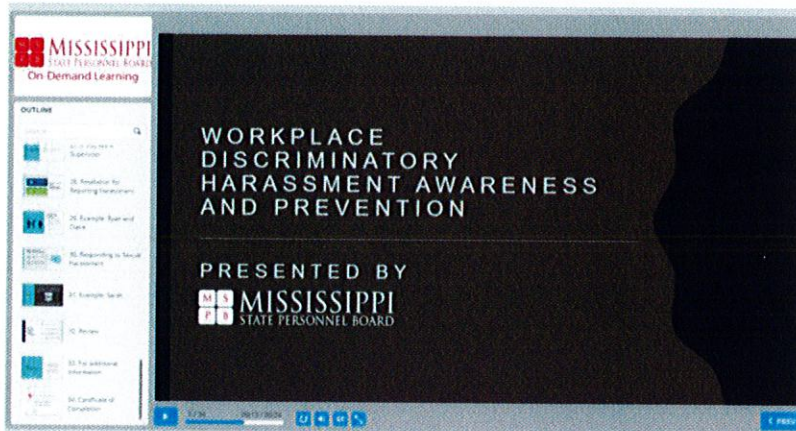 MISSISSIPPI
STATE PERSONNEL BOARD
On-Demand Learning
OUTLINE
Supervisor
28. Retaliation for
Reporting Harassment
29. Example: Ryan and
30. Responding to Sexual
Harassment
31. Example: Sarah
32. Review
33. For additional
Information
34. Certificate of
Completion
WORKPLACE
DISCRIMINATORY
HARASSMENT AWARENESS
AND PREVENTION
PRESENTED BY
M S
P B
MISSISSIPPI
STATE PERSONNEL BOARD
CC
< PREV